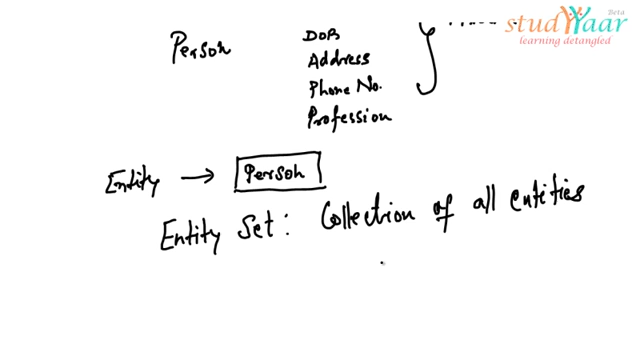 Beta
studYaar
learning detangled
DOB
Person
Address
Phone No.
Profession
Entity → Person
Entity Set: Collection of all entities